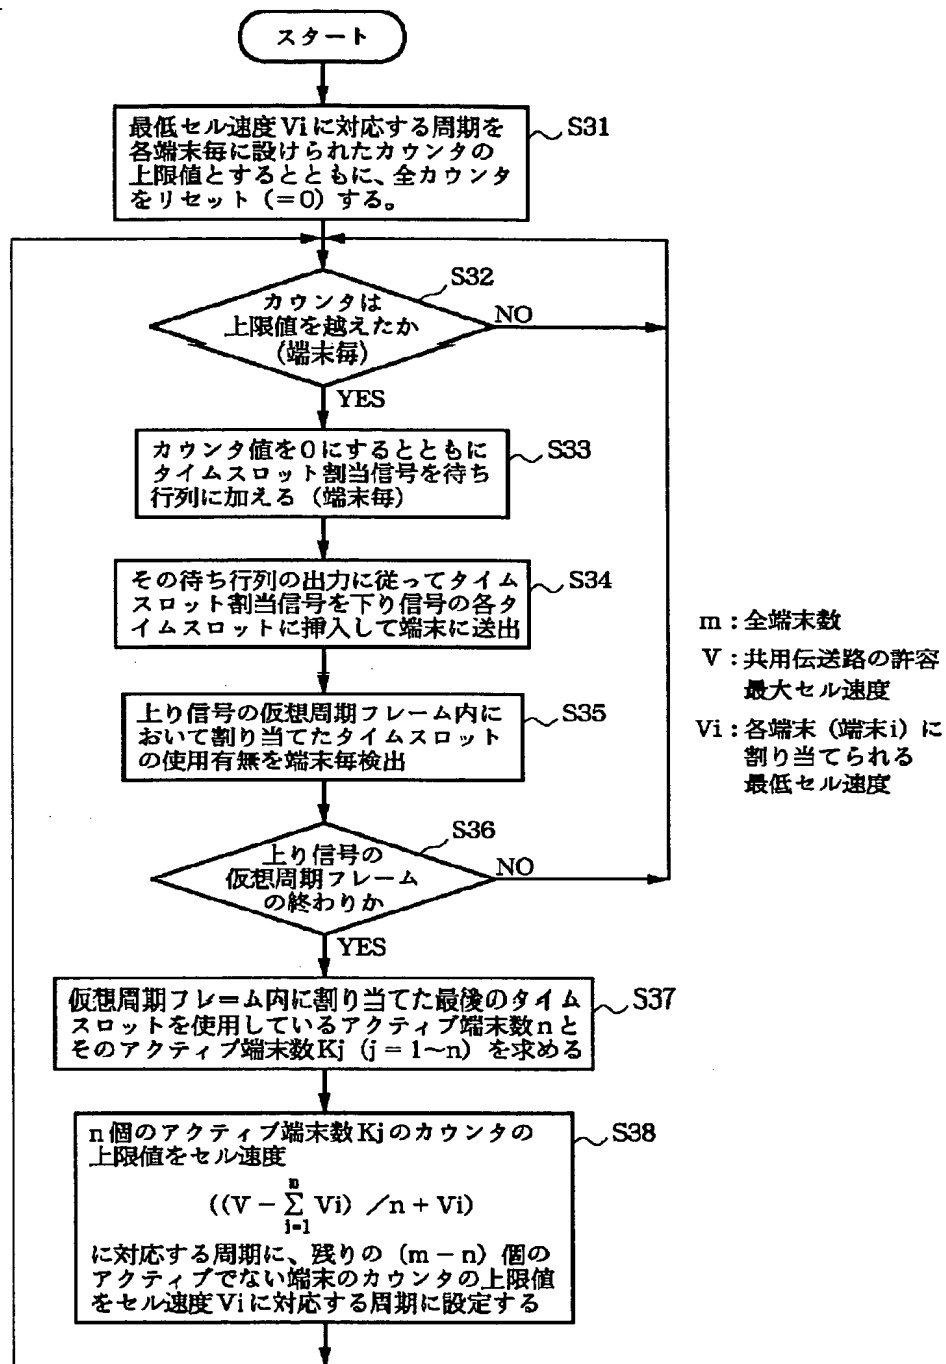 スタート
最低セル速度Viに対応する周期を
各端末毎に設けられたカウンタの
上限値とするとともに、全カウンタ
をリセット(=0)する。
S31
カウンタは
上限値を越えたか
(端末毎)
S32
NO
YES
カウンタ値を0にするとともに
タイムスロット割当信号を待ち
行列に加える(端末毎)
S33
その待ち行列の出力に従ってタイム
スロット割当信号を下り信号の各タ
イムスロットに挿入して端末に送出
S34
上り信号の仮想周期フレーム内に
おいて割り当てたタイムスロット
の使用有無を端末毎検出
S35
上り信号の
仮想周期フレーム
の終わりか
S36
NO
YES
仮想周期フレーム内に割り当てた最後のタイム
スロットを使用しているアクティブ端末数nと
そのアクティブ端末数Kj(j=1~n)を求める
S37
n個のアクティブ端末数Kjのカウンタの
上限値をセル速度
((V-∑[i=1..n] Vi)/n+Vi)
に対応する周期に、残りの(m-n)個の
アクティブでない端末のカウンタの上限値
をセル速度Viに対応する周期に設定する
S38
m:全端末数
V:共用伝送路の許容
最大セル速度
Vi:各端末(端末i)に
割り当てられる
最低セル速度